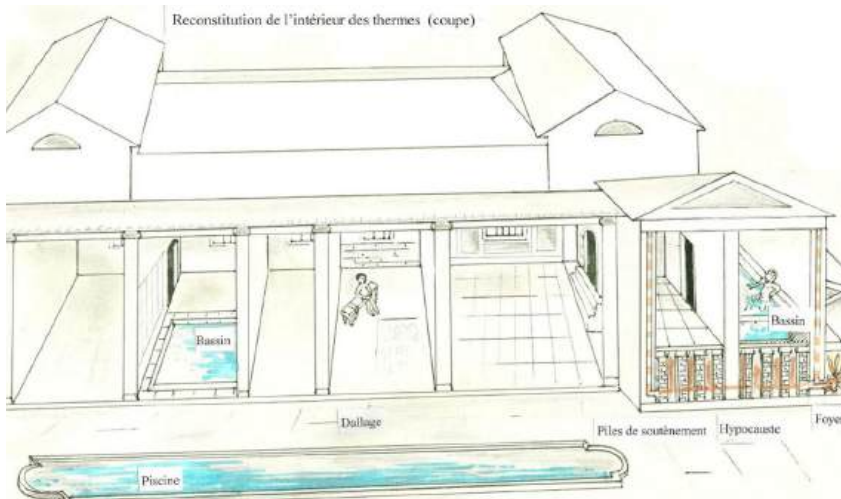 Reconstitution de l'intérieur des thermes (coupe)
Bassin
Bassin
Dallage
Piles de soutènement
Hypocauste
Foyer
Piscine